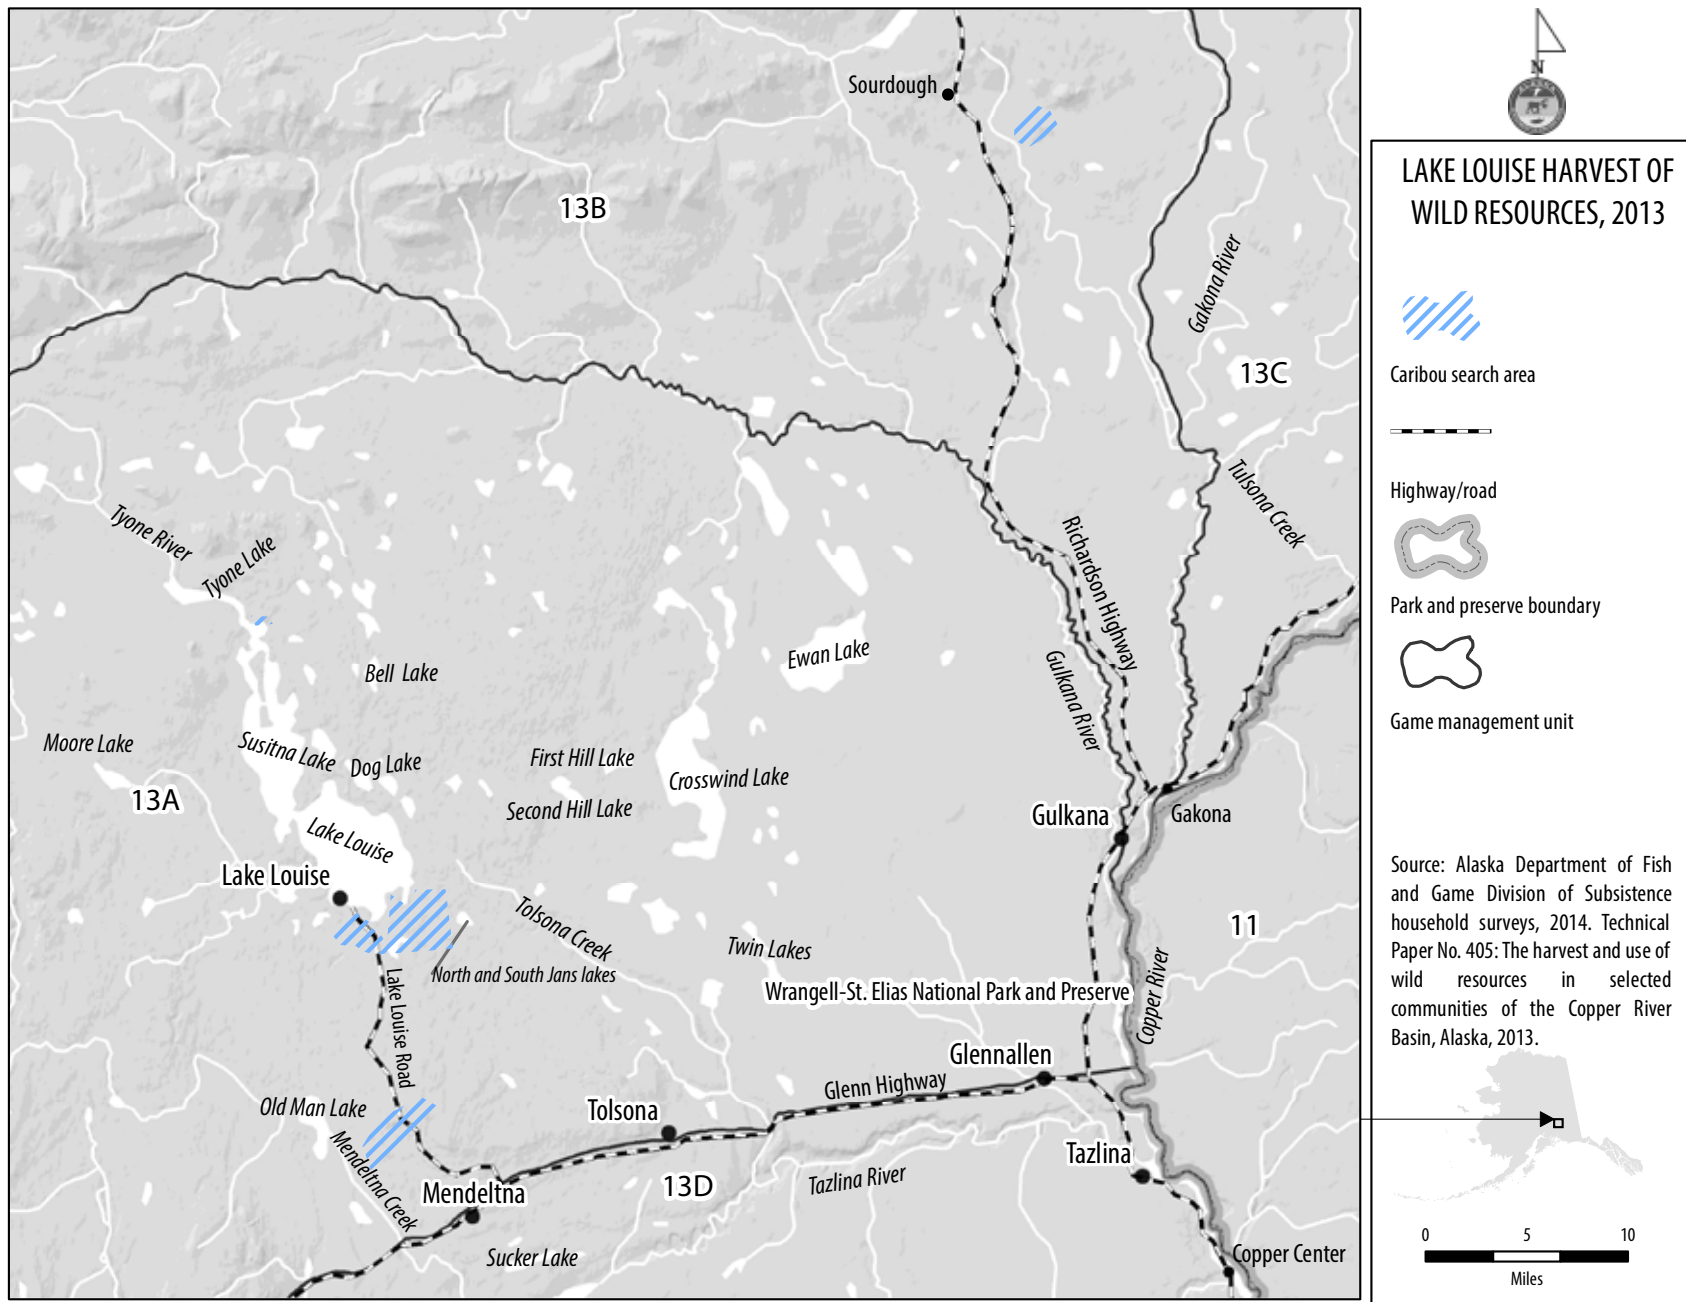 Sourdough
13B
Gakona River
13C
Tulsona Creek
Tyone River
Tyone Lake
Richardson Highway
Ewan Lake
Bell Lake
Gulkana River
Moore Lake
Susitna Lake
Dog Lake
First Hill Lake
Crosswind Lake
13A
Second Hill Lake
Gulkana
Gakona
Lake Louise
Lake Louise
Tolsona Creek
11
Twin Lakes
North and South Jans lakes
Lake Louise Road
Wrangell-St. Elias National Park and Preserve
Copper River
Glennallen
Glenn Highway
Old Man Lake
Tolsona
Mendeltna Creek
Tazlina
Tazlina River
13D
Mendeltna
Sucker Lake
Copper Center
N
LAKE LOUISE HARVEST OF
WILD RESOURCES, 2013
Caribou search area
Highway/road
Park and preserve boundary
Game management unit
Source: Alaska Department of Fish
and Game Division of Subsistence
household surveys, 2014. Technical
Paper No. 405: The harvest and use of
wild resources in selected
communities of the Copper River
Basin, Alaska, 2013.
0 5 10
Miles